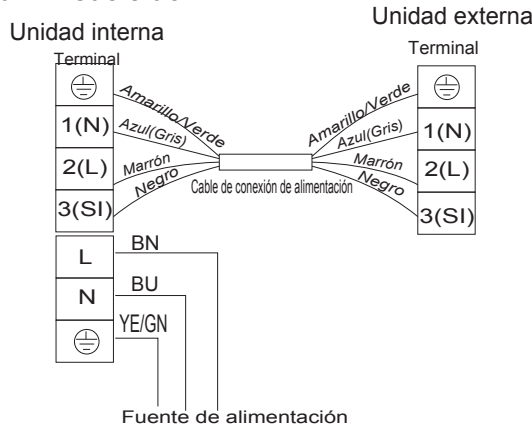 Unidad interna
Terminal
1(N)
2(L)
3(SI)
L
N
Amarillo/Verde
Azul(Gris)
Marrón
Negro
Cable de conexión de alimentación
Unidad externa
Terminal
Amarillo/Verde
Azul(Gris)
Marrón
Negro
1(N)
2(L)
3(SI)
BN
BU
YE/GN
Fuente de alimentación